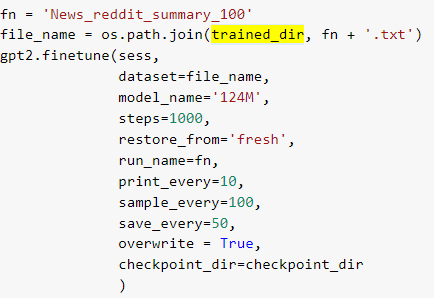 fn = 'News_reddit_summary_100'
file_name = os.path.join(trained_dir, fn + '.txt')
gpt2.finetune(sess,
              dataset=file_name,
              model_name='124M',
              steps=1000,
              restore_from='fresh',
              run_name=fn,
              print_every=10,
              sample_every=100,
              save_every=50,
              overwrite = True,
              checkpoint_dir=checkpoint_dir
              )